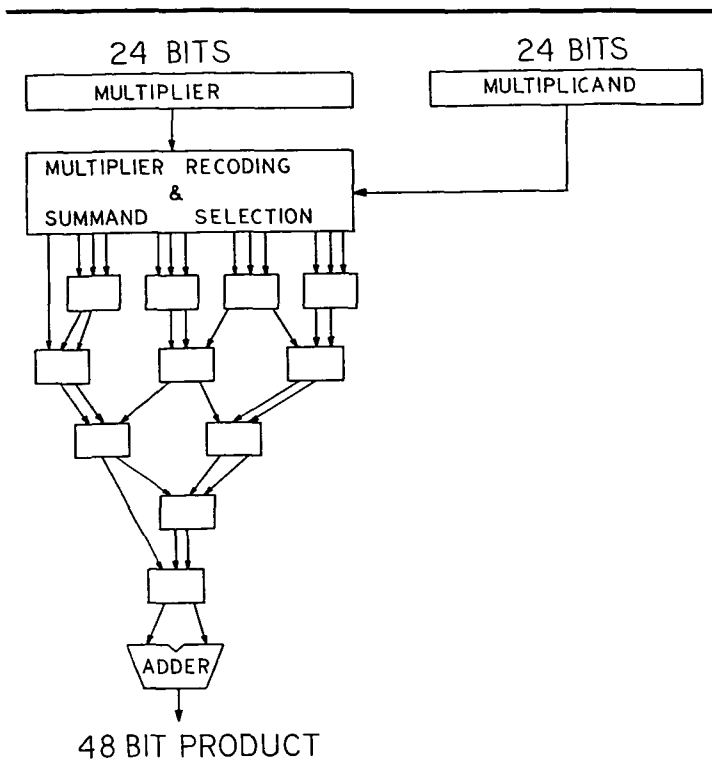 24 BITS
24 BITS
MULTIPLIER
MULTIPLICAND
MULTIPLIER RECODING
&
SUMMAND SELECTION
ADDER
48 BIT PRODUCT